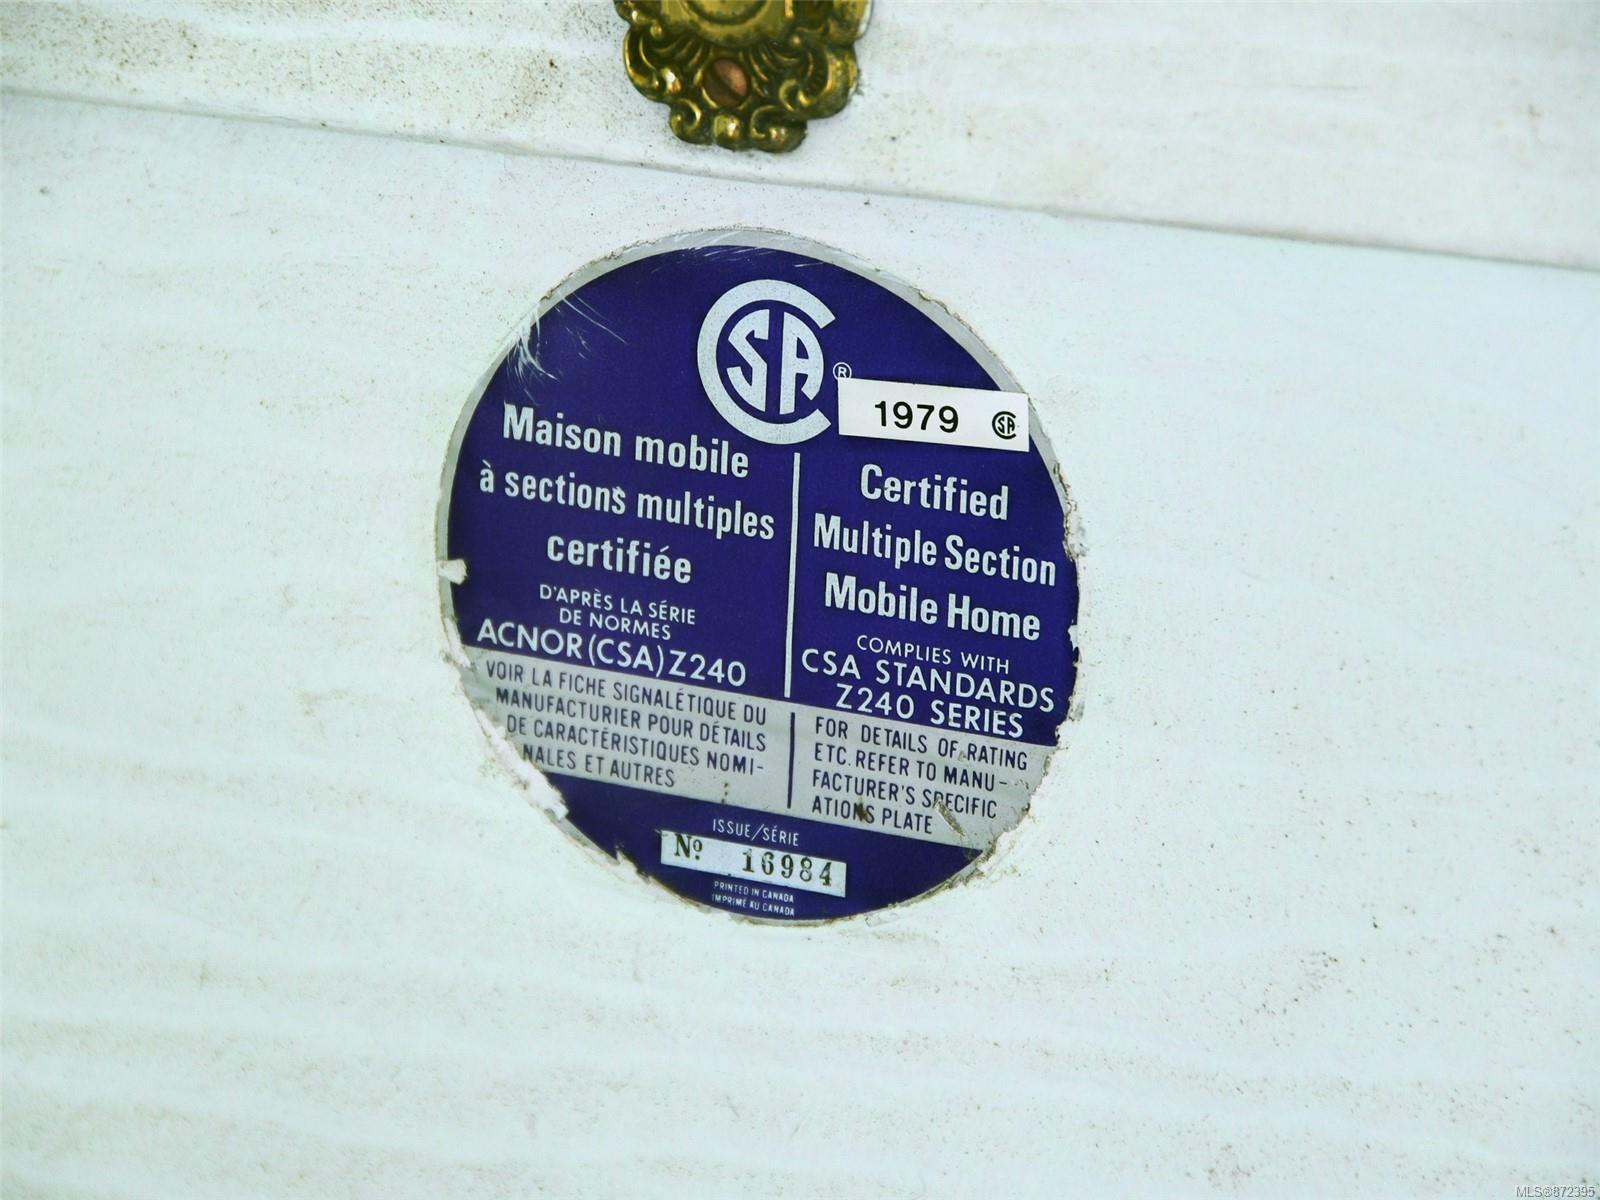 CSA®
1979 CSA
Maison mobile
à sections multiples
certifiée
D'APRÈS LA SÉRIE
DE NORMES
ACNOR (CSA) Z240
VOIR LA FICHE SIGNALÉTIQUE DU
MANUFACTURIER POUR DÉTAILS
DE CARACTÉRISTIQUES NOMI-
NALES ET AUTRES
Certified
Multiple Section
Mobile Home
COMPLIES WITH
CSA STANDARDS
Z240 SERIES
FOR DETAILS OF RATING
ETC. REFER TO MANU-
FACTURER'S SPECIFIC
ATIONS PLATE
ISSUE/SÉRIE
Nº 16984
PRINTED IN CANADA
IMPRIMÉ AU CANADA
MLS®872395